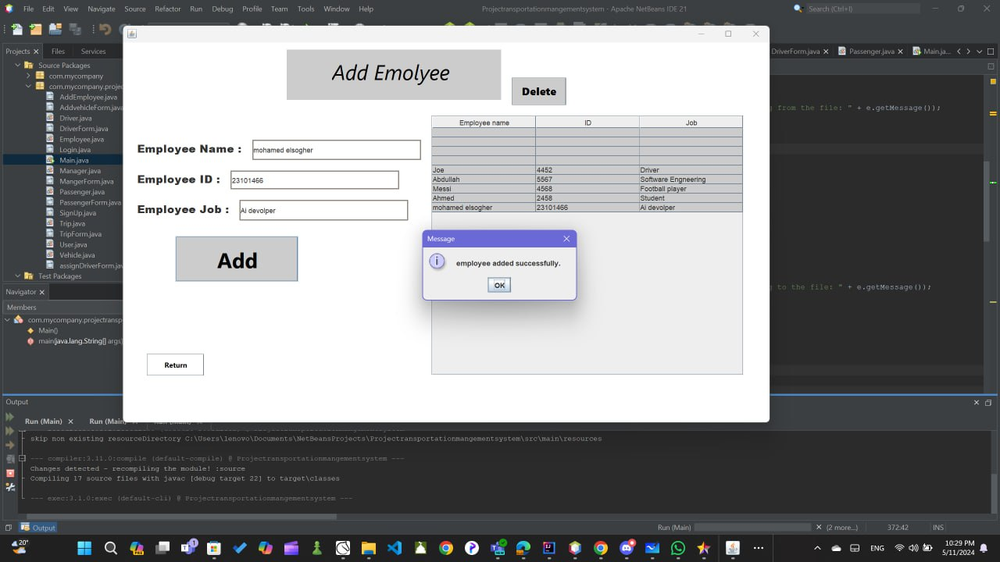 File Edit View Navigate Source Refactor Run Debug Profile Team Tools Window Help
Projectransportationmangementsystem - Apache NetBeans IDE 21
Search (Ctrl+I)
Projects Files Services
DriverForm.java Passenger.java Main.ja...
Source Packages
com.mycompany
com.mycompany.projec
AddEmployee.java
AddvehicleForm.java
Driver.java
DriverForm.java
Employee.java
Login.java
Main.java
Manager.java
MangerForm.java
Passenger.java
PassengerForm.java
SignUp.java
Trip.java
TripForm.java
User.java
Vehicle.java
assignDriverForm.java
Test Packages
Navigator
Members
com.mycompany.projectransp
Main()
main(java.lang.String[] args)
Add Emolyee
Delete
Employee Name :
mohamed elsogher
Employee ID :
23101466
Employee Job :
Ai devolper
Add
Return
Employee name ID Job
Joe 4452 Driver
Abdullah 5567 Software Engneering
Messi 4568 Football player
Ahmed 2458 Student
mohamed elsogher 23101466 Ai devolper
Message
employee added successfully.
OK
g from the file: " + e.getMessage());
g to the file: " + e.getMessage());
Output
Run (Main) Run (Main)
skip non existing resourceDirectory C:\Users\lenovo\Documents\NetBeansProjects\Projectransportationmangementsystem\src\main\resources
--- compiler:3.11.0:compile (default-compile) @ Projectransportationmangementsystem ---
Changes detected - recompiling the module! :source
Compiling 17 source files with javac [debug target 22] to target\classes
--- exec:3.1.0:exec (default-cli) @ Projectransportationmangementsystem ---
Output
Run (Main) (2 more...) 372:42 INS
20°
1
ENG
10:29 PM
5/11/2024